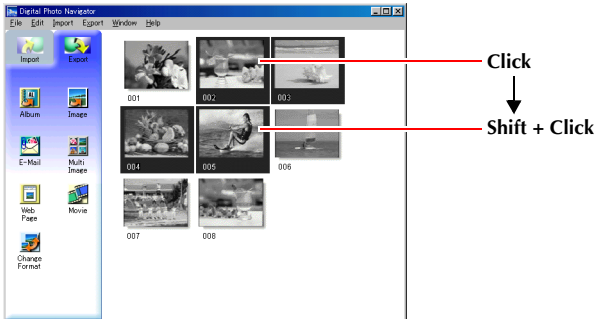 Digital Photo Navigator
File Edit Import Export Window Help
Import Export
001 002 003
Click
Album Image
Shift + Click
004 005 006
E-Mail Multi Image
Web Page Movie
007 008
Change Format